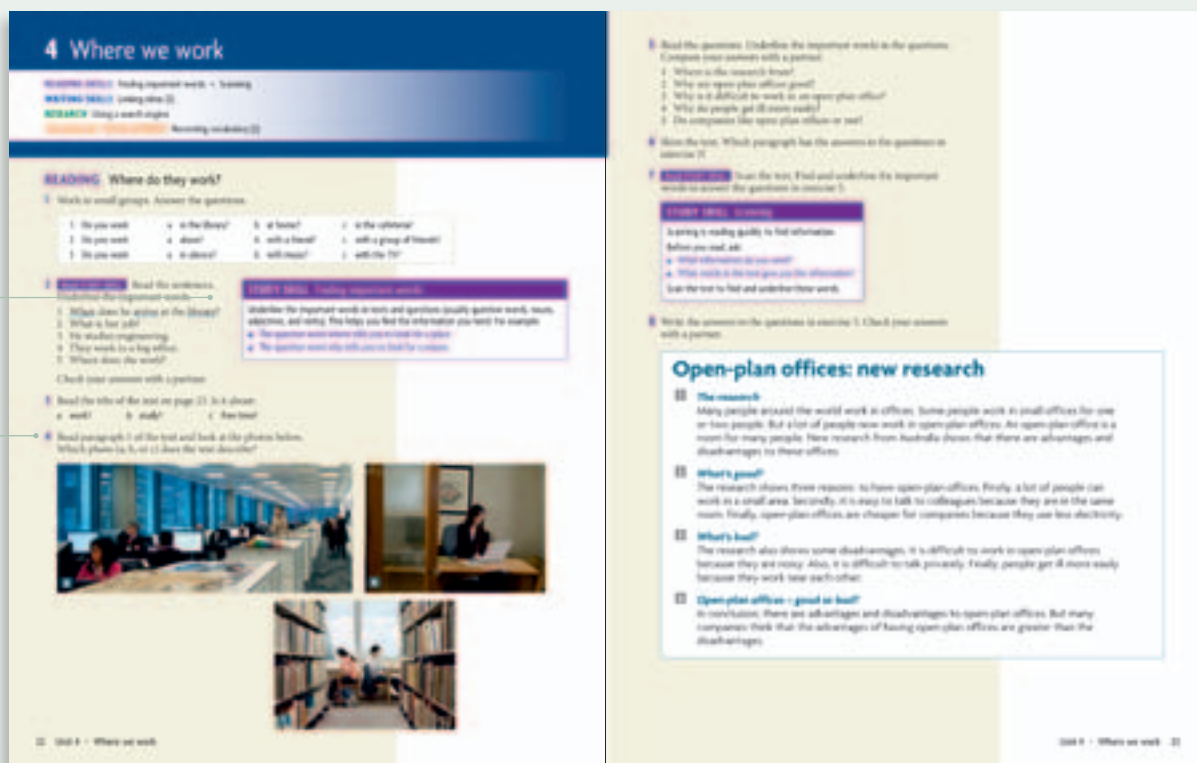 4 Where we work
READING SKILLS Finding important words • Scanning
WRITING SKILLS Linking ideas
RESEARCH Using a search engine
Recording vocabulary
READING Where do they work?
1 Work in small groups. Answer the questions.
1 Do you work a in the library? b at home? c in the cafeteria?
2 Do you work a alone? b with a friend? c with a group of friends?
3 Do you work a in silence? b with music? c with the TV?
2 Read the sentences.
Underline the important words.
1 When does he arrive at the library?
2 What is her job?
3 He studies engineering.
4 They work in a big office.
5 Where does she work?
Check your answers with a partner.
STUDY SKILL Finding important words
Underline the important words in texts and questions (usually question words, nouns,
adjectives, and verbs). This helps you find the information you need. For example:
The question word where tells you to look for a place.
The question word why tells you to look for a reason.
3 Read the title of the text on page 23. Is it about:
a work? b study? c free time?
4 Read paragraph 1 of the text and look at the photos below.
Which photo (a, b, or c) does the text describe?
22 Unit 4 • Where we work
5 Read the questions. Underline the important words in the questions.
Compare your answers with a partner.
1 Where is the research from?
2 Why are open-plan offices good?
3 Why is it difficult to work in an open-plan office?
4 Why do people get ill more easily?
5 Do companies like open-plan offices or not?
6 Skim the text. Which paragraph has the answers to the questions in
exercise 5?
7 Scan the text. Find and underline the important
words to answer the questions in exercise 5.
STUDY SKILL Scanning
Scanning is reading quickly to find information.
Before you read, ask:
What information do you need?
What words in the text give you the information?
Scan the text to find and underline these words.
8 Write the answers to the questions in exercise 5. Check your answers
with a partner.
Open-plan offices: new research
1 The research
Many people around the world work in offices. Some people work in small offices for one
or two people. But a lot of people now work in open-plan offices. An open-plan office is a
room for many people. New research from Australia shows that there are advantages and
disadvantages to these offices.
2 What's good?
The research shows three reasons to have open-plan offices. Firstly, a lot of people can
work in a small area. Secondly, it is easy to talk to colleagues because they are in the same
room. Finally, open-plan offices are cheaper for companies because they use less electricity.
3 What's bad?
The research also shows some disadvantages. It is difficult to work in open-plan offices
because they are noisy. Also, it is difficult to talk privately. Finally, people get ill more easily
because they work near each other.
4 Open-plan offices – good or bad?
In conclusion, there are advantages and disadvantages to open-plan offices. But many
companies think that the advantages of having open-plan offices are greater than the
disadvantages.
Unit 4 • Where we work 23